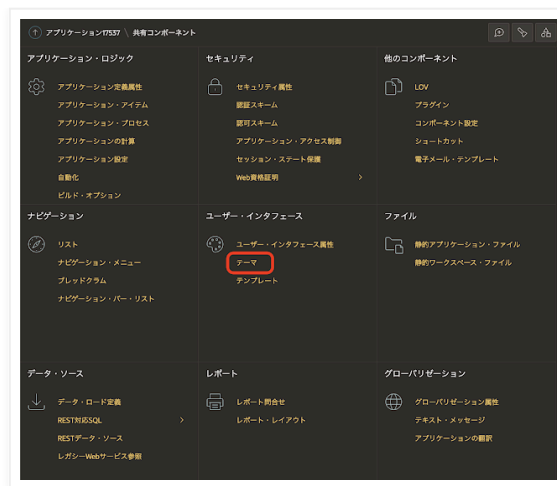 アプリケーション17537 \ 共有コンポーネント
アプリケーション・ロジック
アプリケーション定義属性
アプリケーション・アイテム
アプリケーション・プロセス
アプリケーションの計算
アプリケーション設定
自動化
ビルド・オプション
セキュリティ
セキュリティ属性
認証スキーム
認可スキーム
アプリケーション・アクセス制御
セッション・ステート保護
Web資格証明
他のコンポーネント
LOV
プラグイン
コンポーネント設定
ショートカット
電子メール・テンプレート
ナビゲーション
リスト
ナビゲーション・メニュー
ブレッドクラム
ナビゲーション・バー・リスト
ユーザー・インタフェース
ユーザー・インタフェース属性
テーマ
テンプレート
ファイル
静的アプリケーション・ファイル
静的ワークスペース・ファイル
データ・ソース
データ・ロード定義
REST対応SQL
RESTデータ・ソース
レガシーWebサービス参照
レポート
レポート問合せ
レポート・レイアウト
グローバリゼーション
グローバリゼーション属性
テキスト・メッセージ
アプリケーションの翻訳